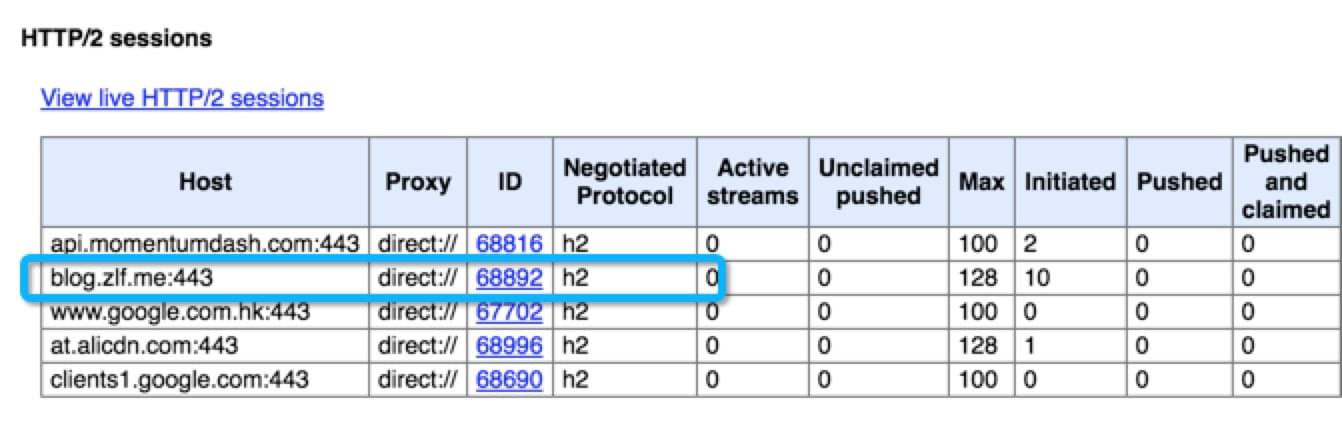 HTTP/2 sessions
View live HTTP/2 sessions
Host Proxy ID Negotiated Protocol Active streams Unclaimed pushed Max Initiated Pushed Pushed and claimed
api.momentumdash.com:443 direct:// 68816 h2 0 0 100 2 0 0
blog.zlf.me:443 direct:// 68892 h2 0 0 128 10 0 0
www.google.com.hk:443 direct:// 67702 h2 0 0 100 0 0 0
at.alicdn.com:443 direct:// 68996 h2 0 0 128 1 0 0
clients1.google.com:443 direct:// 68690 h2 0 0 100 0 0 0